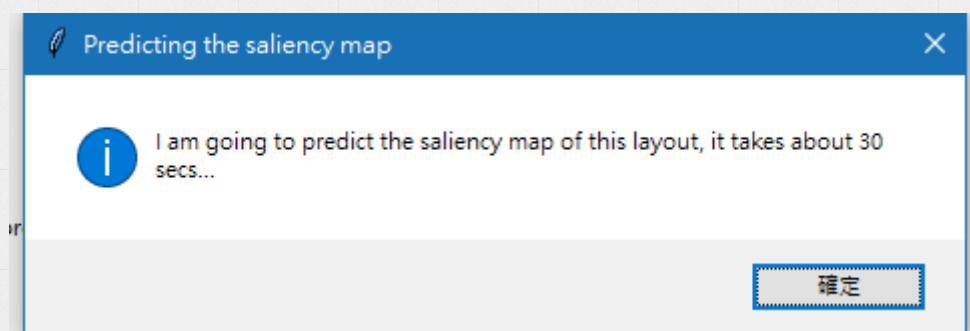 Predicting the saliency map
I am going to predict the saliency map of this layout, it takes about 30
secs...
確定